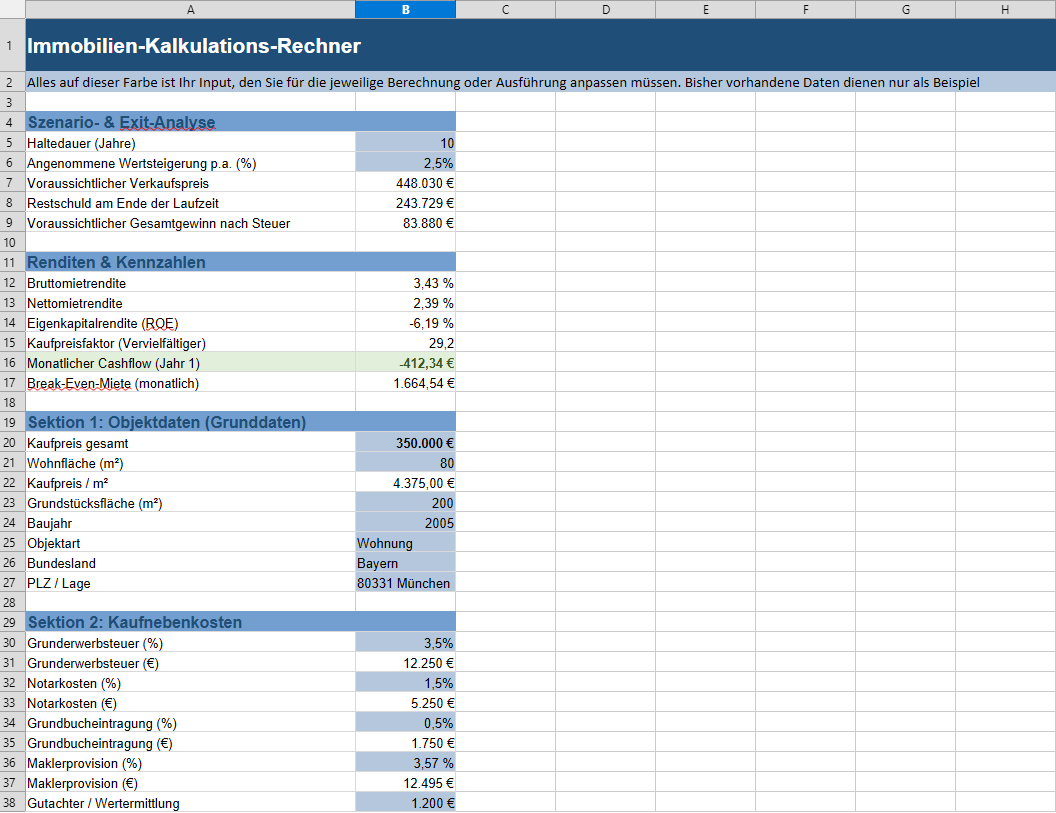 A B C D E F G H
1 Immobilien-Kalkulations-Rechner
2 Alles auf dieser Farbe ist Ihr Input, den Sie für die jeweilige Berechnung oder Ausführung anpassen müssen. Bisher vorhandene Daten dienen nur als Beispiel
3
4 Szenario- & Exit-Analyse
5 Haltedauer (Jahre) 10
6 Angenommene Wertsteigerung p.a. (%) 2,5%
7 Voraussichtlicher Verkaufspreis 448.030 €
8 Restschuld am Ende der Laufzeit 243.729 €
9 Voraussichtlicher Gesamtgewinn nach Steuer 83.880 €
10
11 Renditen & Kennzahlen
12 Bruttomietrendite 3,43 %
13 Nettomietrendite 2,39 %
14 Eigenkapitalrendite (ROE) -6,19 %
15 Kaufpreisfaktor (Vervielfältiger) 29,2
16 Monatlicher Cashflow (Jahr 1) -412,34 €
17 Break-Even-Miete (monatlich) 1.664,54 €
18
19 Sektion 1: Objektdaten (Grunddaten)
20 Kaufpreis gesamt 350.000 €
21 Wohnfläche (m²) 80
22 Kaufpreis / m² 4.375,00 €
23 Grundstücksfläche (m²) 200
24 Baujahr 2005
25 Objektart Wohnung
26 Bundesland Bayern
27 PLZ / Lage 80331 München
28
29 Sektion 2: Kaufnebenkosten
30 Grunderwerbsteuer (%) 3,5%
31 Grunderwerbsteuer (€) 12.250 €
32 Notarkosten (%) 1,5%
33 Notarkosten (€) 5.250 €
34 Grundbucheintragung (%) 0,5%
35 Grundbucheintragung (€) 1.750 €
36 Maklerprovision (%) 3,57 %
37 Maklerprovision (€) 12.495 €
38 Gutachter / Wertermittlung 1.200 €